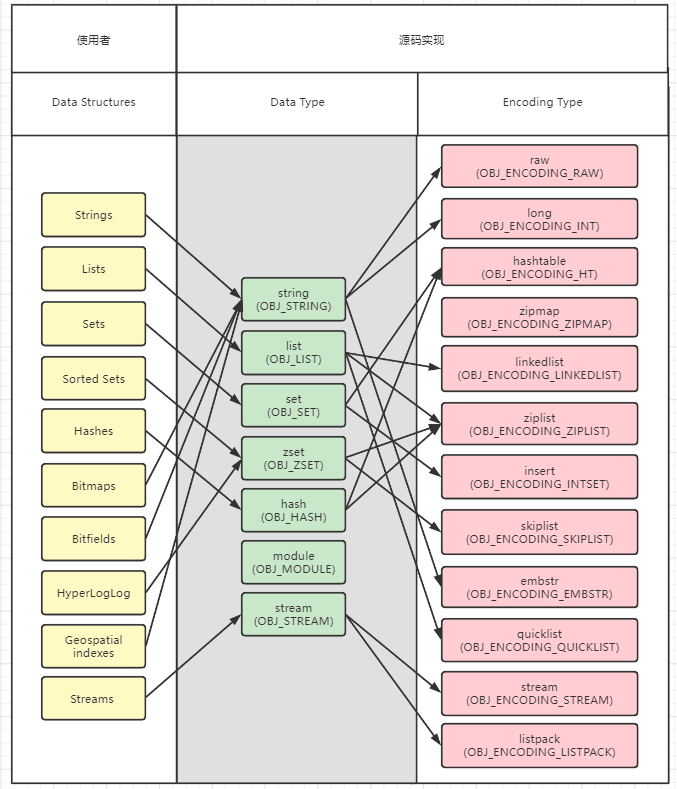 使用者
源码实现
Data Structures
Data Type
Encoding Type
Strings
Lists
Sets
Sorted Sets
Hashes
Bitmaps
Bitfields
HyperLogLog
Geospatial
indexes
Streams
string
(OBJ_STRING)
list
(OBJ_LIST)
set
(OBJ_SET)
zset
(OBJ_ZSET)
hash
(OBJ_HASH)
module
(OBJ_MODULE)
stream
(OBJ_STREAM)
raw
(OBJ_ENCODING_RAW)
long
(OBJ_ENCODING_INT)
hashtable
(OBJ_ENCODING_HT)
zipmap
(OBJ_ENCODING_ZIPMAP)
linkedlist
(OBJ_ENCODING_LINKEDLIST)
ziplist
(OBJ_ENCODING_ZIPLIST)
insert
(OBJ_ENCODING_INTSET)
skiplist
(OBJ_ENCODING_SKIPLIST)
embstr
(OBJ_ENCODING_EMBSTR)
quicklist
(OBJ_ENCODING_QUICKLIST)
stream
(OBJ_ENCODING_STREAM)
listpack
(OBJ_ENCODING_LISTPACK)